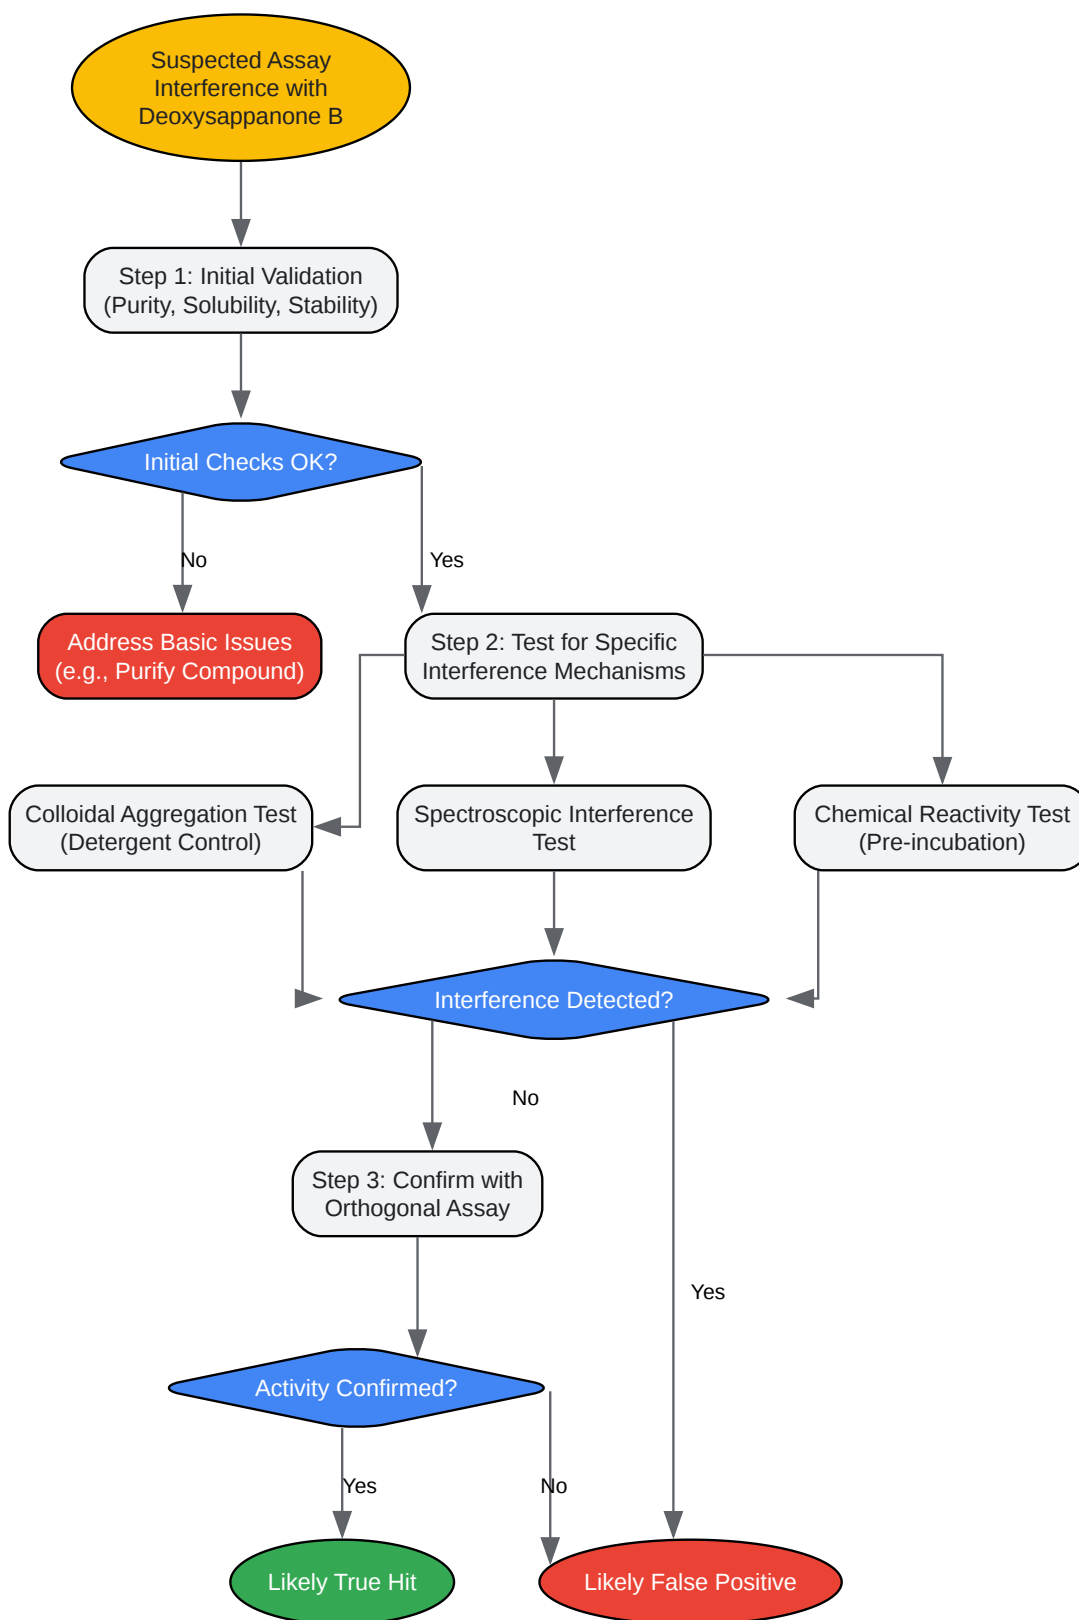 Suspected Assay
Interference with
Deoxysappanone B
Step 1: Initial Validation
(Purity, Solubility, Stability)
Initial Checks OK?
No
Yes
Address Basic Issues
(e.g., Purify Compound)
Step 2: Test for Specific
Interference Mechanisms
Colloidal Aggregation Test
(Detergent Control)
Spectroscopic Interference
Test
Chemical Reactivity Test
(Pre-incubation)
Interference Detected?
No
Step 3: Confirm with
Orthogonal Assay
Yes
Activity Confirmed?
Yes
No
Likely True Hit
Likely False Positive